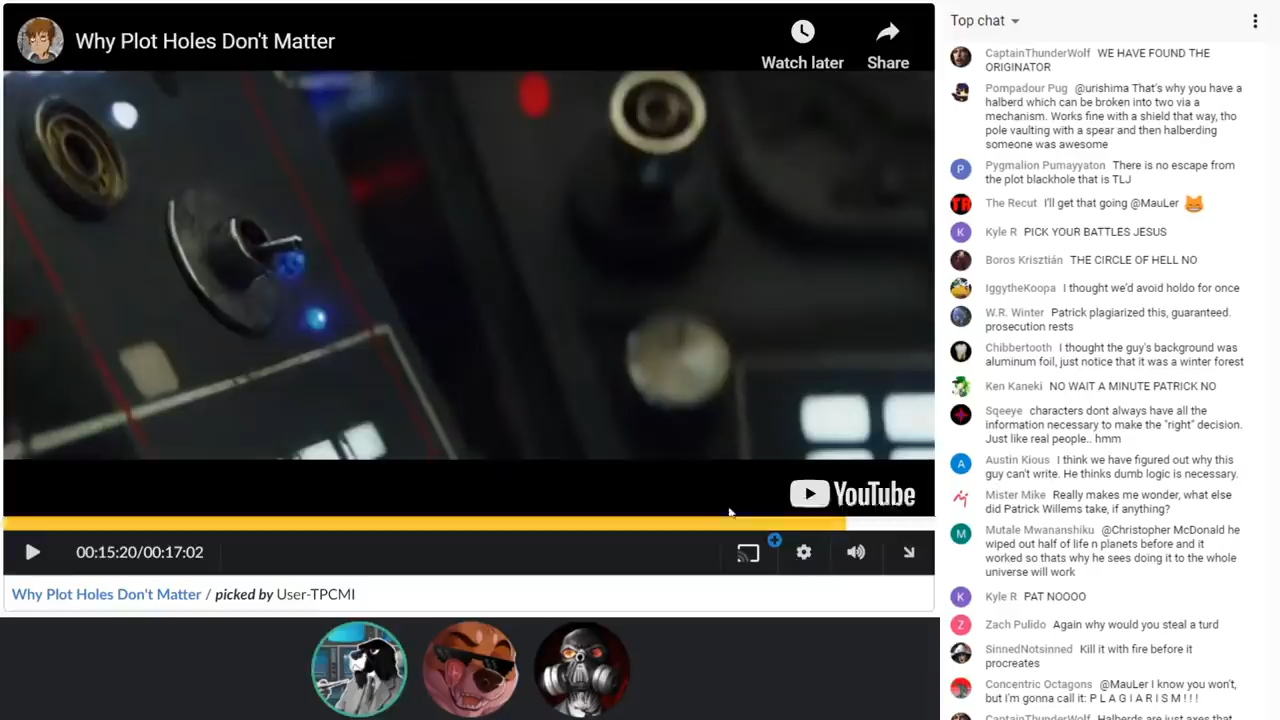 Why Plot Holes Don't Matter
Watch later
Share
YouTube
00:15:20/00:17:02
Why Plot Holes Don't Matter / picked by User-TPCMI
Top chat
CaptainThunderWolf WE HAVE FOUND THE
ORIGINATOR
Pompadour Pug @urishima That's why you have a
halberd which can be broken into two via a
mechanism. Works fine with a shield that way, tho
pole vaulting with a spear and then halberding
someone was awesome
P
Pygmalion Pumayyaton There is no escape from
the plot blackhole that is TLJ
TR
The Recut I'll get that going @MauLer
K
Kyle R PICK YOUR BATTLES JESUS
Boros Krisztián THE CIRCLE OF HELL NO
IggytheKoopa I thought we'd avoid holdo for once
W.R. Winter Patrick plagiarized this, guaranteed.
prosecution rests
Chibbertooth I thought the guy's background was
aluminum foil, just notice that it was a winter forest
Ken Kaneki NO WAIT A MINUTE PATRICK NO
Sqeeye characters dont always have all the
information necessary to make the "right" decision.
Just like real people.. hmm
A
Austin Kious I think we have figured out why this
guy can't write. He thinks dumb logic is necessary.
Mister Mike Really makes me wonder, what else
did Patrick Willems take, if anything?
M
Mutale Mwananshiku @Christopher McDonald he
wiped out half of life n planets before and it
worked so thats why he sees doing it to the whole
universe will work
K
Kyle R PAT NOOOO
Z
Zach Pulido Again why would you steal a turd
SinnedNotsinned Kill it with fire before it
procreates
Concentric Octagons @MauLer I know you won't,
but i'm gonna call it: P L A G I A R I S M ! ! !
CaptainThunderWolf Halberds are just axes that